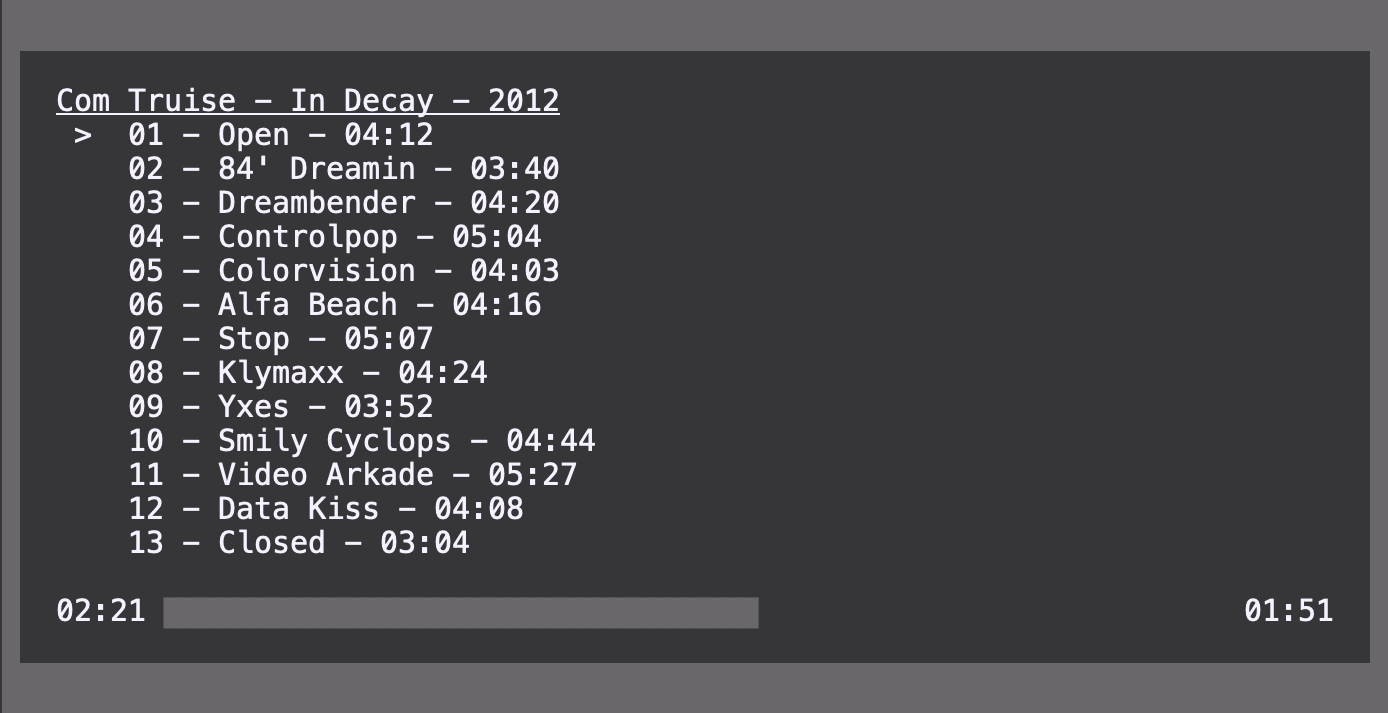 Com Truise – In Decay – 2012
> 01 – Open – 04:12
02 – 84' Dreamin – 03:40
03 – Dreambender – 04:20
04 – Controlpop – 05:04
05 – Colorvision – 04:03
06 – Alfa Beach – 04:16
07 – Stop – 05:07
08 – Klymaxx – 04:24
09 – Yxes – 03:52
10 – Smily Cyclops – 04:44
11 – Video Arkade – 05:27
12 – Data Kiss – 04:08
13 – Closed – 03:04
02:21 01:51